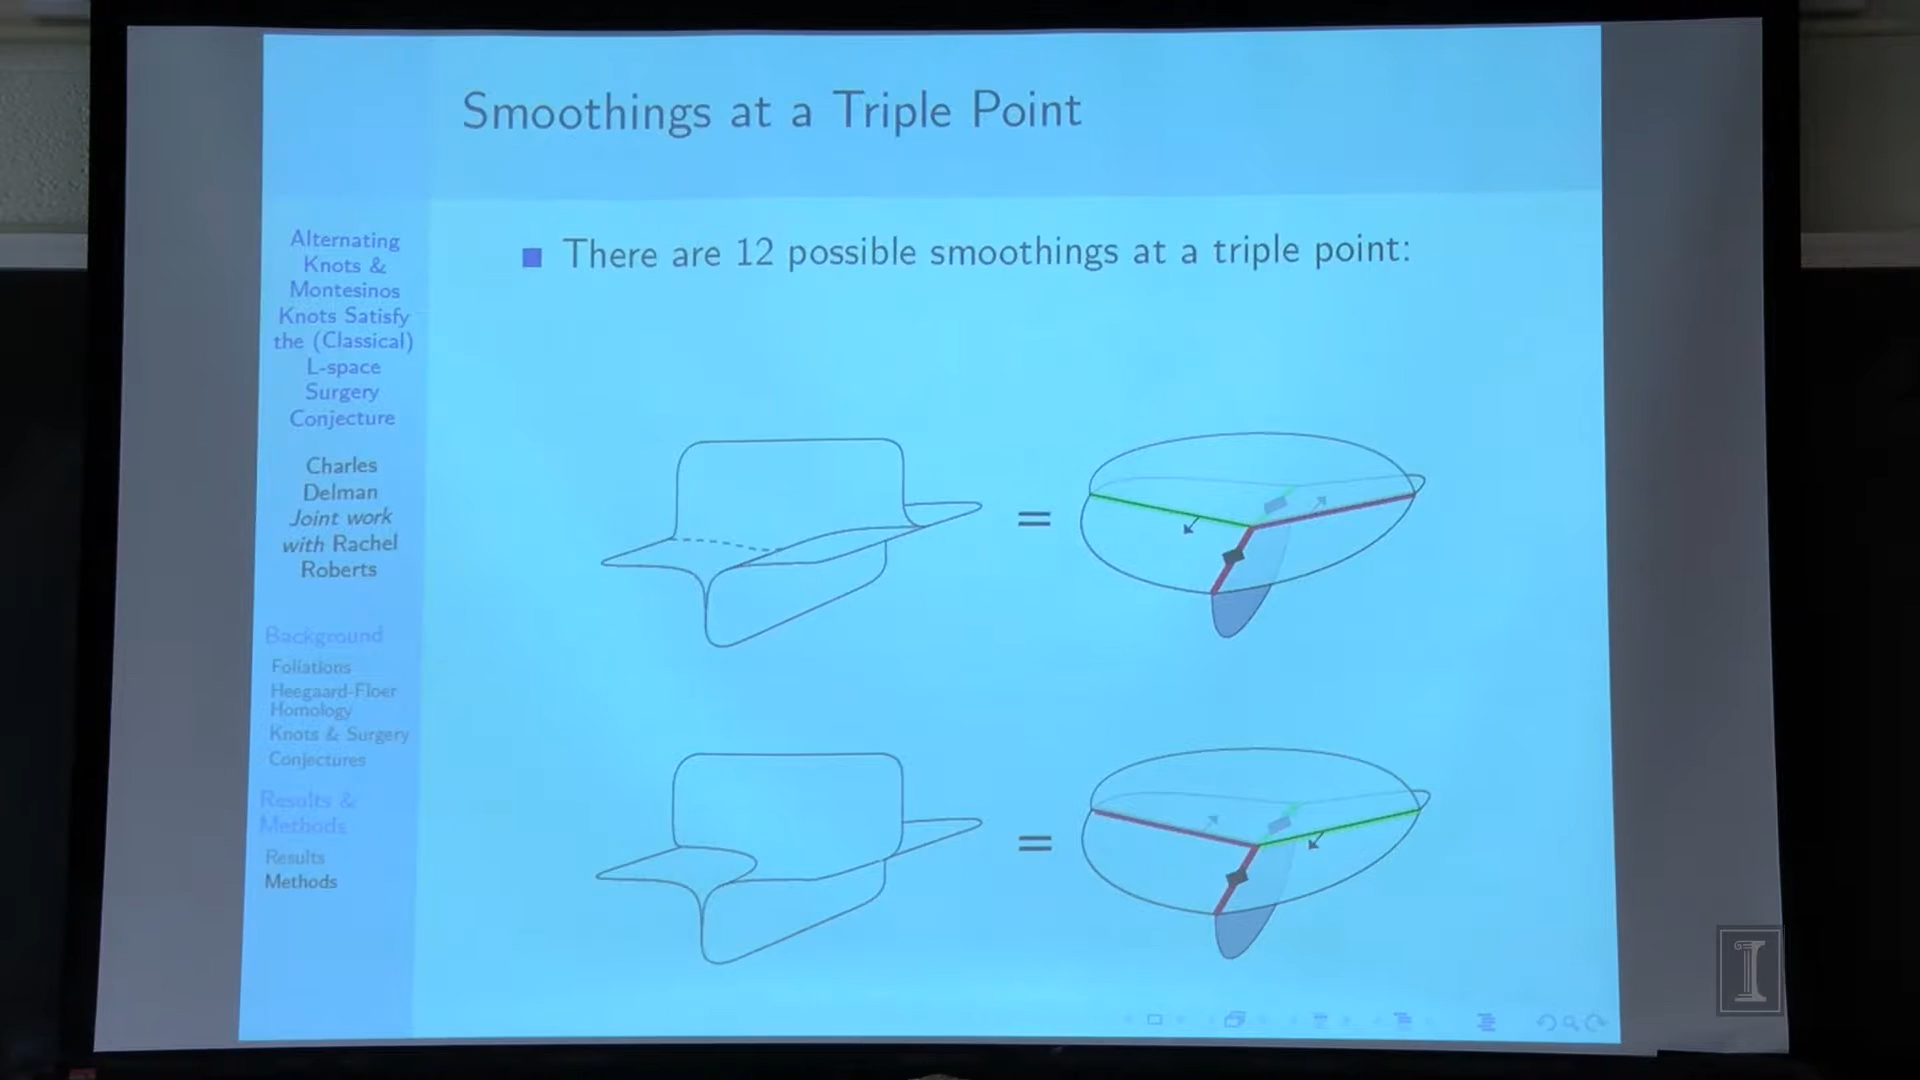 Smoothings at a Triple Point
There are 12 possible smoothings at a triple point:
=
=
Alternating
Knots &
Montesinos
Knots Satisfy
the (Classical)
L-space
Surgery
Conjecture
Charles
Delman
Joint work
with Rachel
Roberts
Background
Foliations
Heegaard-Floer
Homology
Knots & Surgery
Conjectures
Results &
Methods
Results
Methods
I